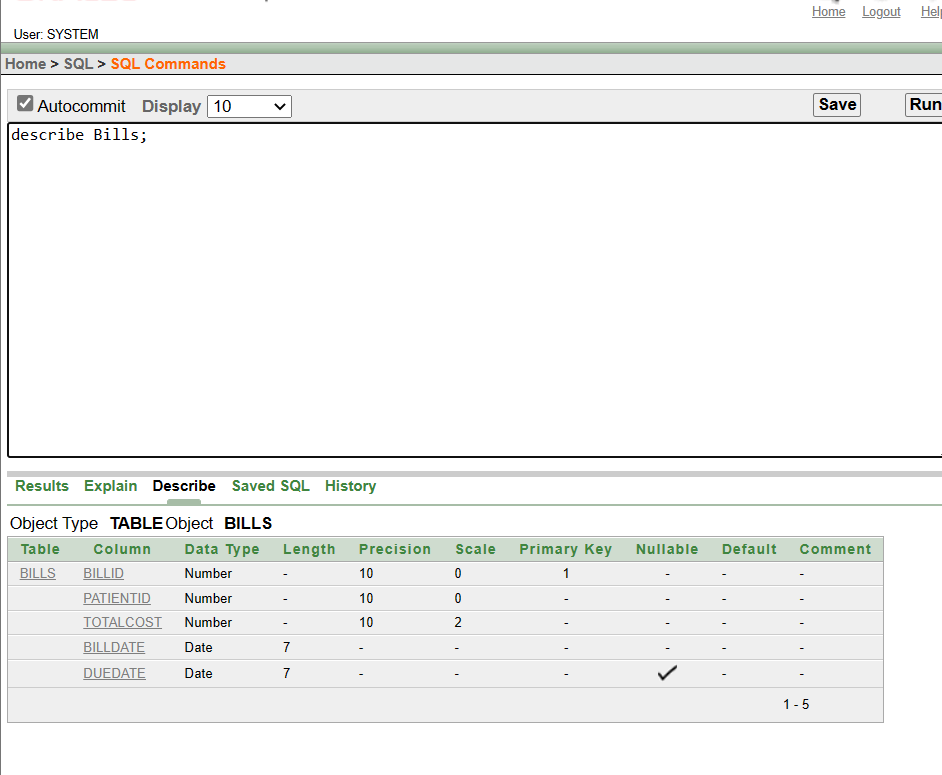 Home Logout Help
User: SYSTEM
Home > SQL > SQL Commands
Autocommit Display 10 Save Run
describe Bills;
Results Explain Describe Saved SQL History
Object Type TABLE Object BILLS
Table Column Data Type Length Precision Scale Primary Key Nullable Default Comment
BILLS BILLID Number - 10 0 1 - - -
PATIENTID Number - 10 0 - - - -
TOTALCOST Number - 10 2 - - - -
BILLDATE Date 7 - - - - - -
DUEDATE Date 7 - - - - -
1 - 5